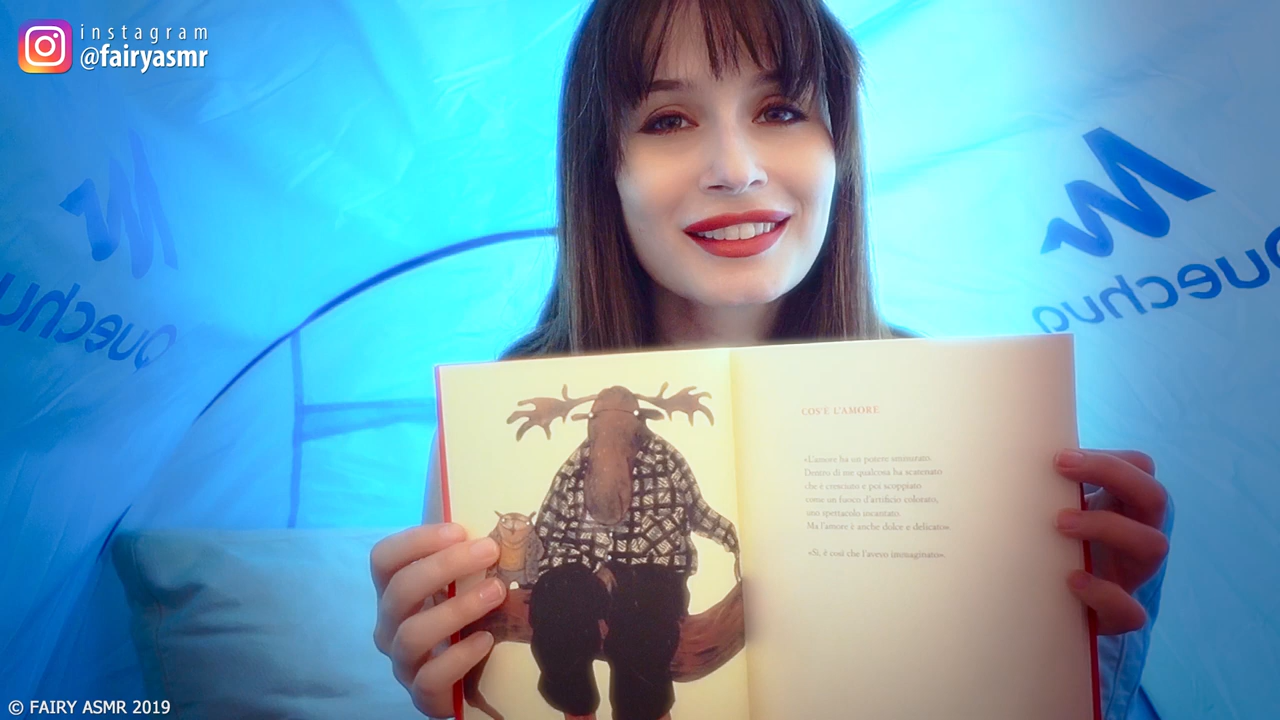 instagram
@fairyasmr
Quechua
Quechua
COS'È L'AMORE
«L'amore ha un potere smisurato.
Dentro di me qualcosa ha scatenato
che è cresciuto e poi scoppiato
come un fuoco d'artificio colorato,
uno spettacolo incantato.
Ma l'amore è anche dolce e delicato».
«Sì, è così che l'avevo immaginato».
© FAIRY ASMR 2019